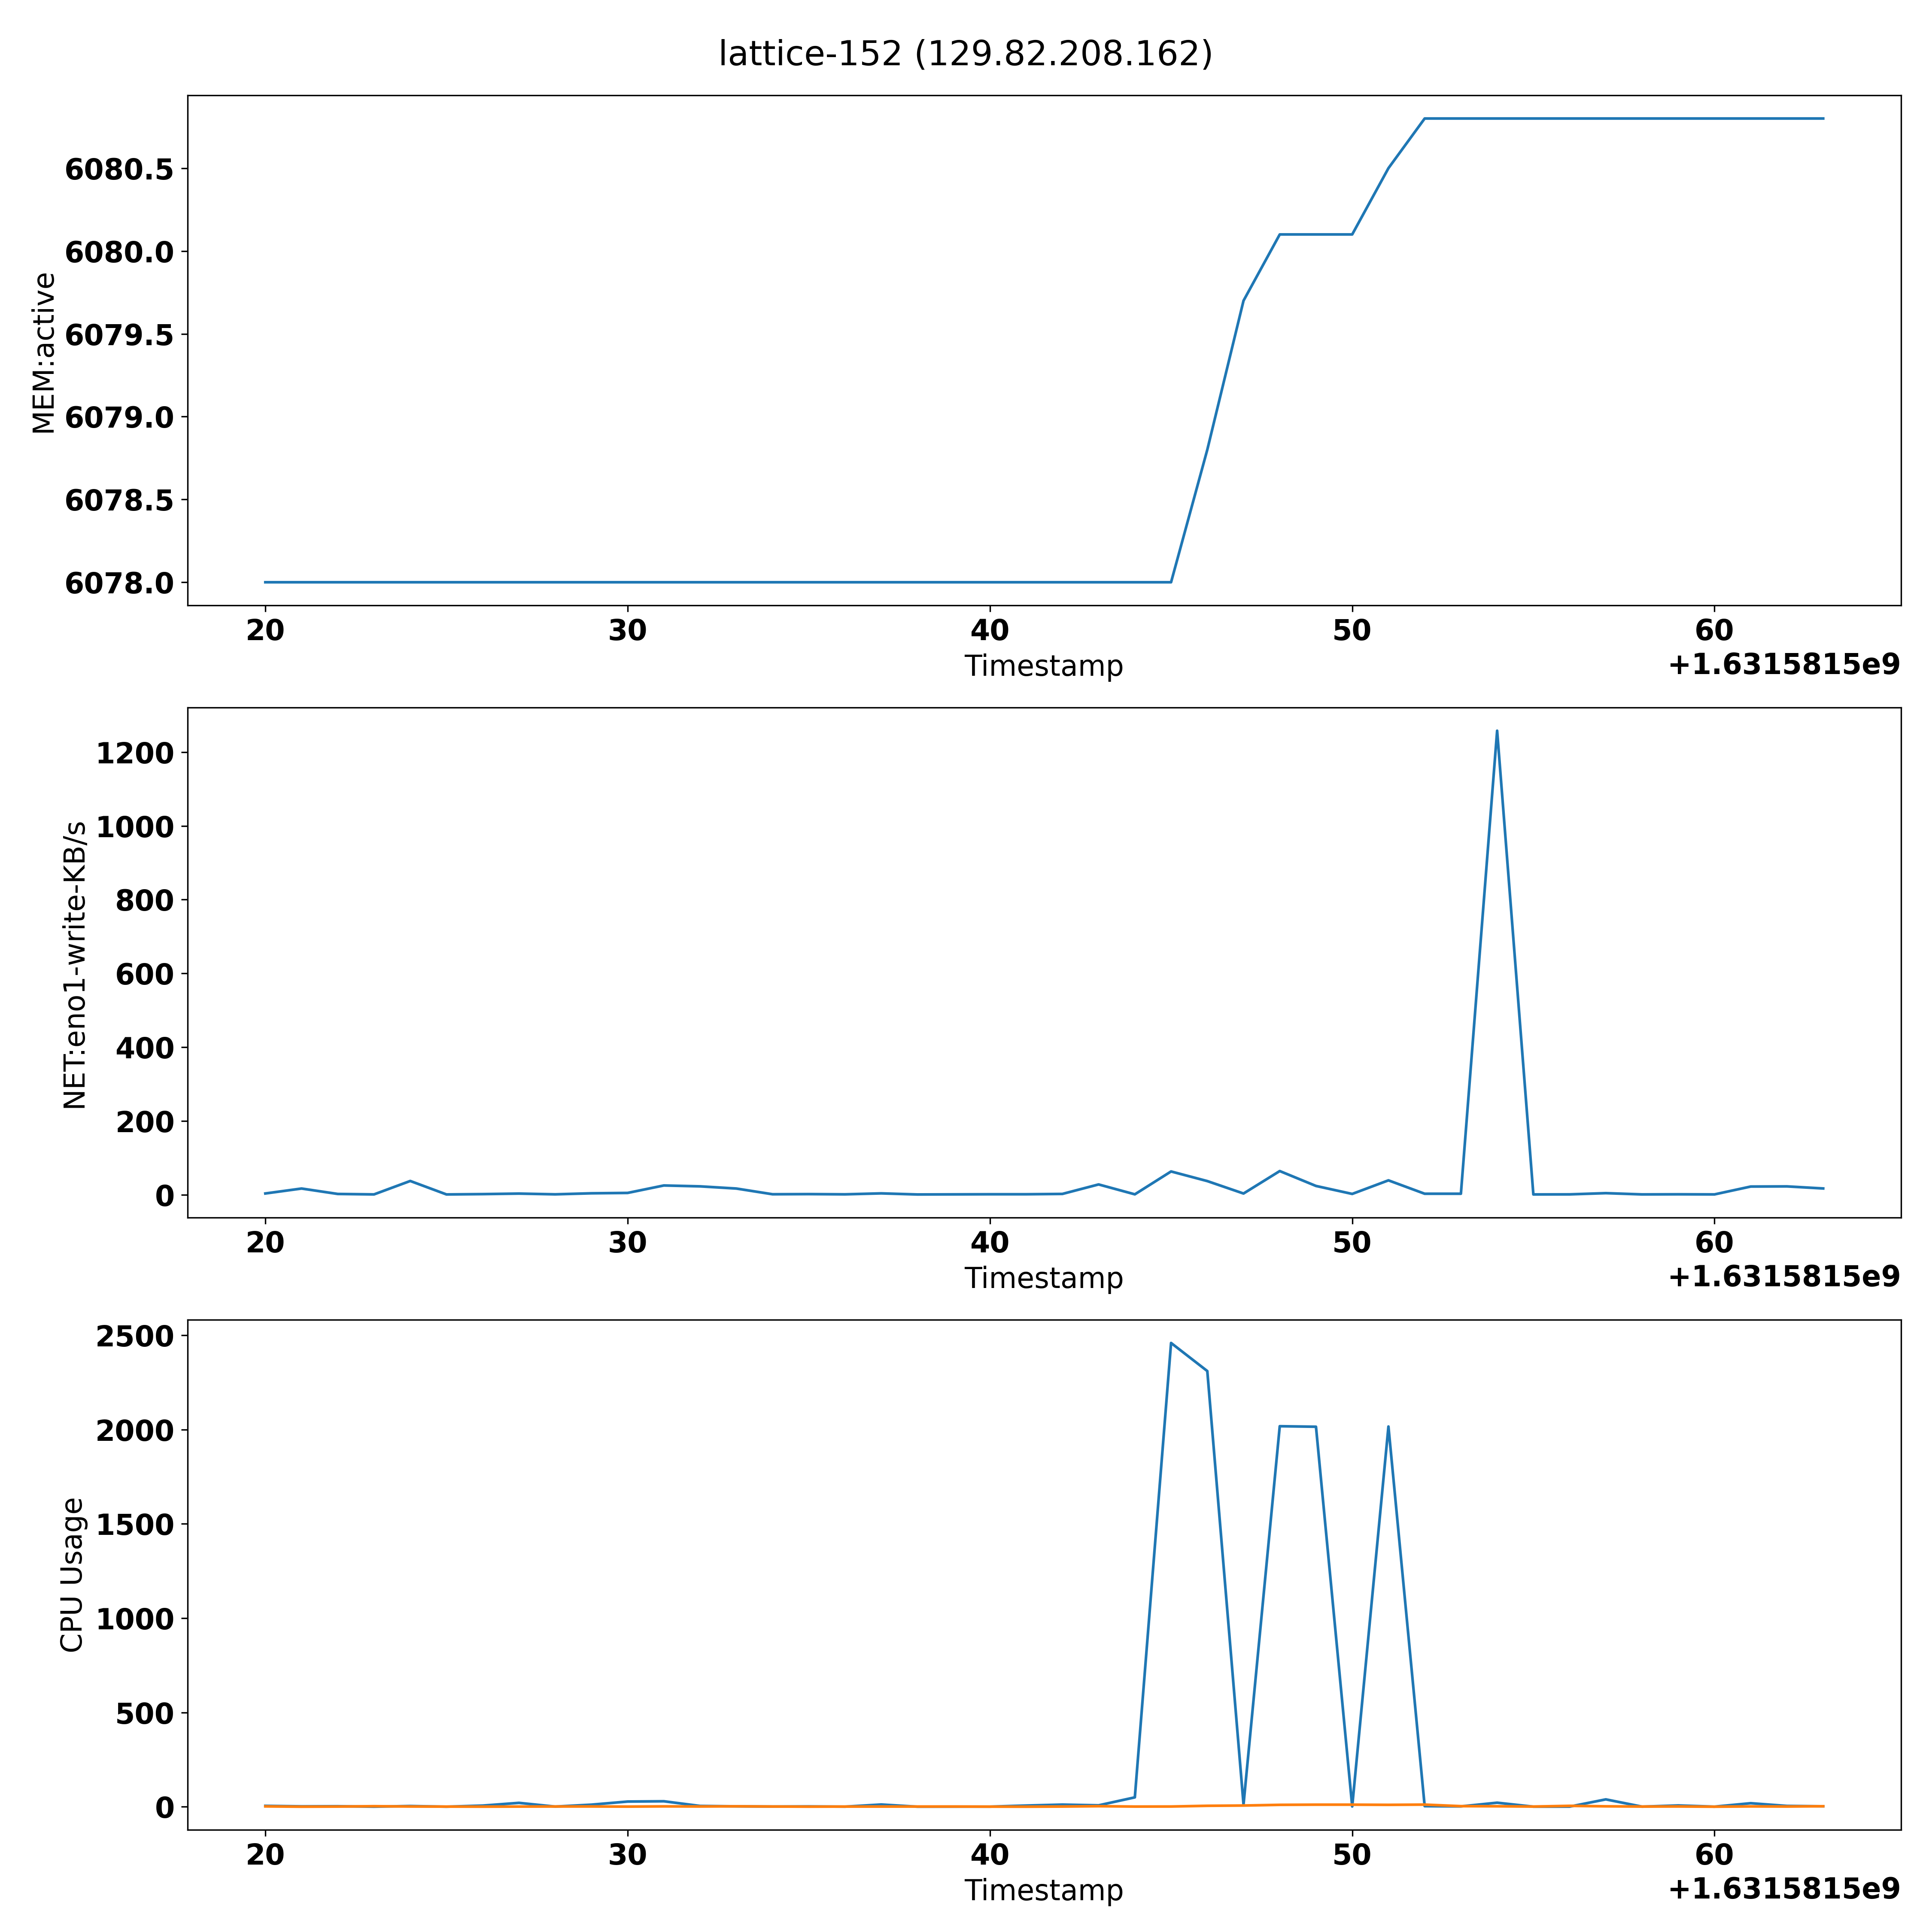 lattice-152 (129.82.208.162)
6080.5
6080.0
6079.5
6079.0
6078.5
6078.0
MEM:active
20 30 40 50 60
Timestamp
+1.6315815e9
1200
1000
800
600
400
200
0
NET:eno1-write-KB/s
20 30 40 50 60
Timestamp
+1.6315815e9
2500
2000
1500
1000
500
0
CPU Usage
20 30 40 50 60
Timestamp
+1.6315815e9